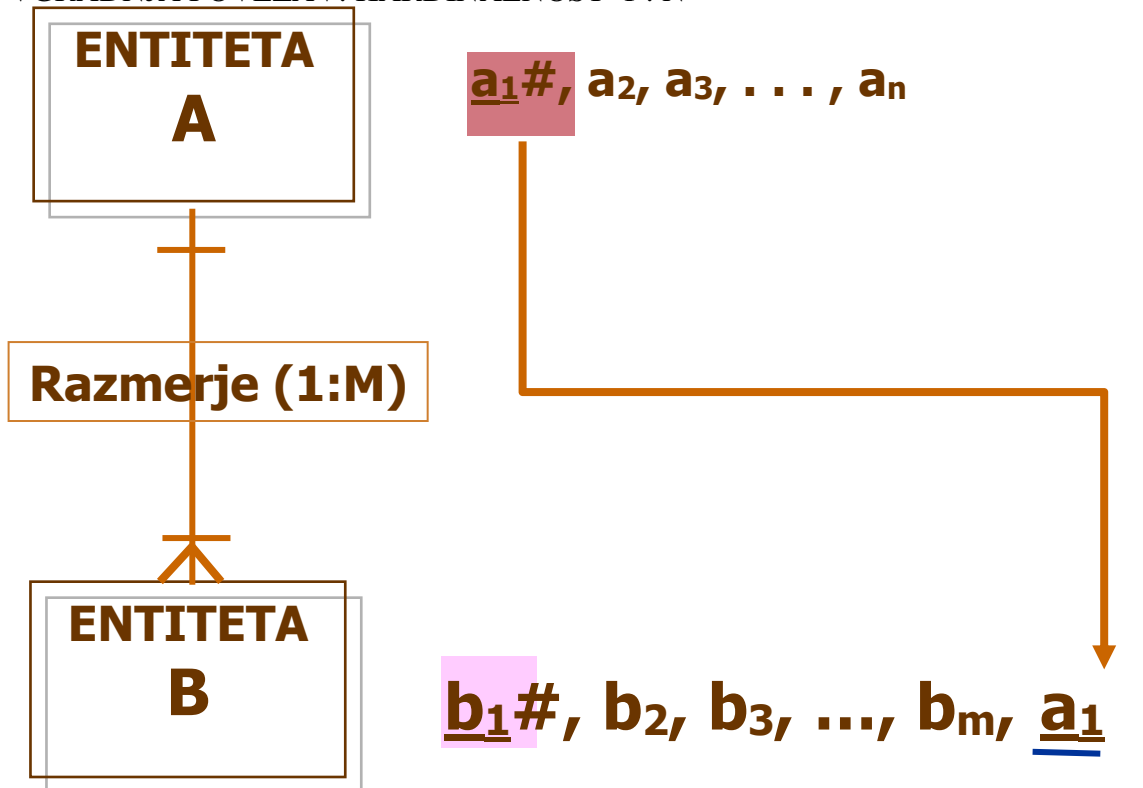 ENTITETA
A
a1#, a2, a3, . . . , an
Razmerje (1:M)
ENTITETA
B
b1#, b2, b3, ..., bm, a1